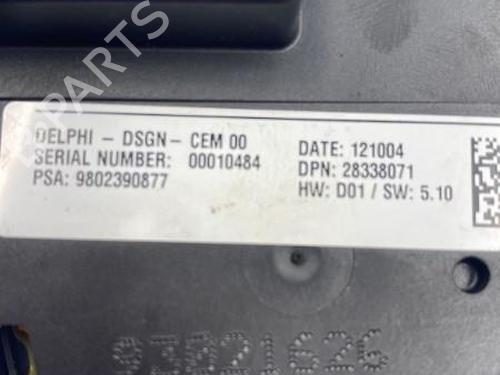 B-PARTS
DELPHI - DSGN- CEM 00
SERIAL NUMBER: 00010484
PSA: 9802390877
DATE: 121004
DPN: 28338071
HW: D01 / SW: 5.10